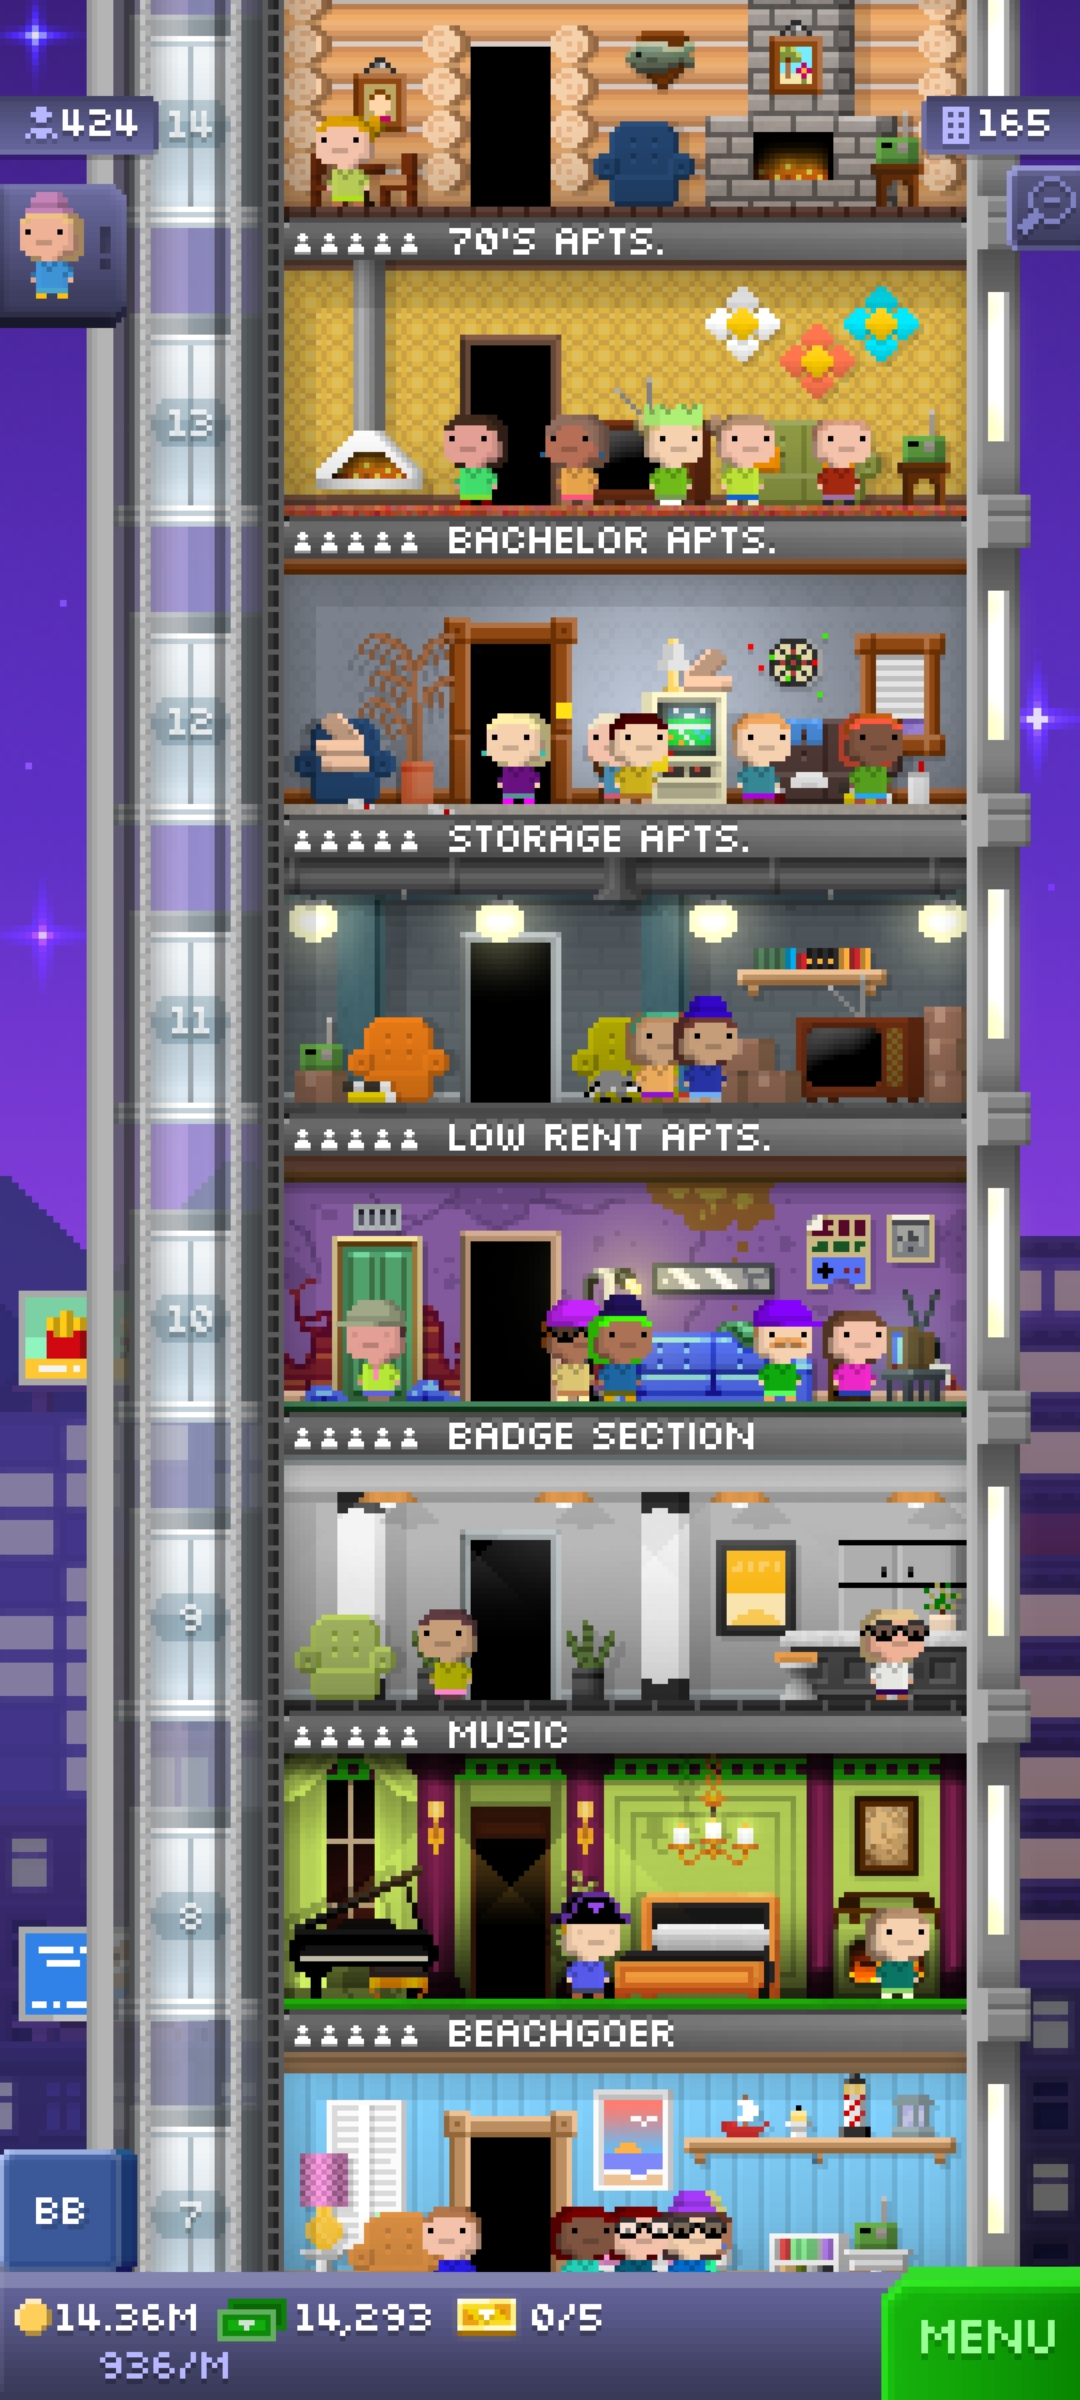 424
14
165
!
70'S APTS.
13
BACHELOR APTS.
12
STORAGE APTS.
11
LOW RENT APTS.
10
BADGE SECTION
9
MUSIC
8
BEACHGOER
BB
7
14.36M 14,293 0/5
936/M
MENU